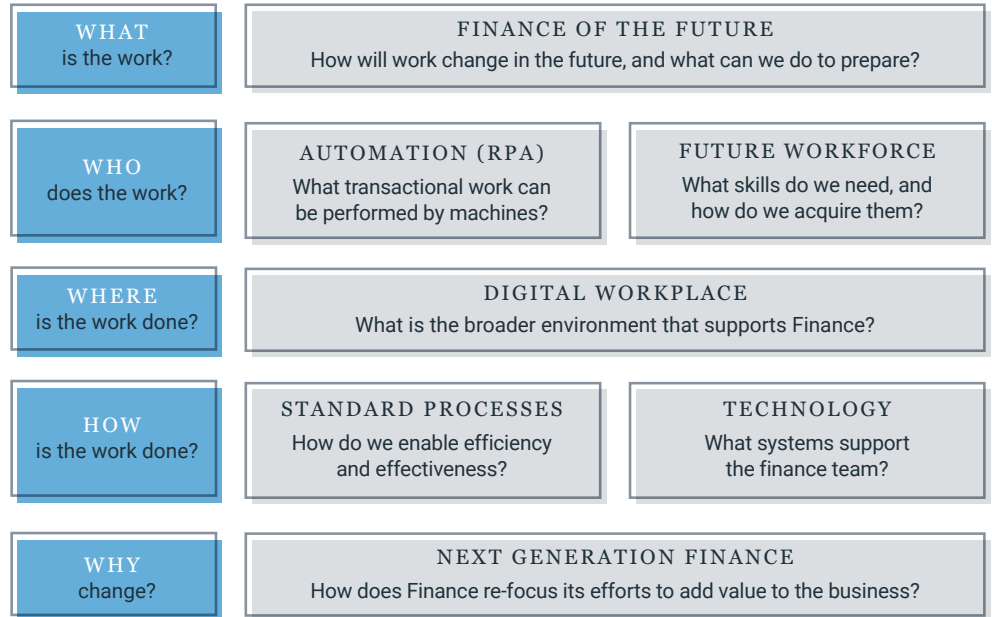 WHAT
is the work?
FINANCE OF THE FUTURE
How will work change in the future, and what can we do to prepare?
WHO
does the work?
AUTOMATION (RPA)
What transactional work can
be performed by machines?
FUTURE WORKFORCE
What skills do we need, and
how do we acquire them?
WHERE
is the work done?
DIGITAL WORKPLACE
What is the broader environment that supports Finance?
HOW
is the work done?
STANDARD PROCESSES
How do we enable efficiency
and effectiveness?
TECHNOLOGY
What systems support
the finance team?
WHY
change?
NEXT GENERATION FINANCE
How does Finance re-focus its efforts to add value to the business?